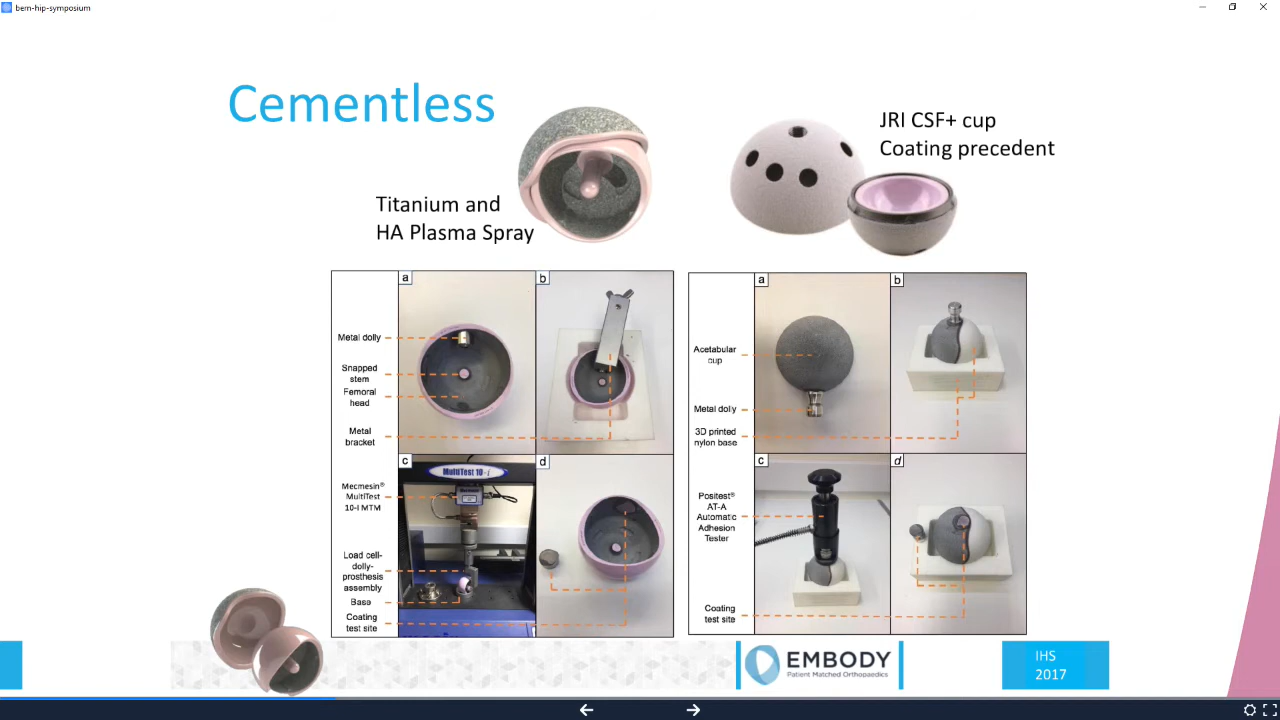 bem-hip-symposium
Cementless
JRI CSF+ cup
Coating precedent
Titanium and
HA Plasma Spray
a
b
Metal dolly
Snapped
stem
Femoral
head
Metal
bracket
c
d
MultiTest 10-i
Mecmesin®
MultiTest
10-I MTM
Load cell-
dolly-
prosthesis
assembly
Base
Coating
test site
a
b
Acetabular
cup
Metal dolly
3D printed
nylon base
c
d
Positest®
AT-A
Automatic
Adhesion
Tester
Coating
test site
EMBODY
Patient Matched Orthopaedics
IHS
2017